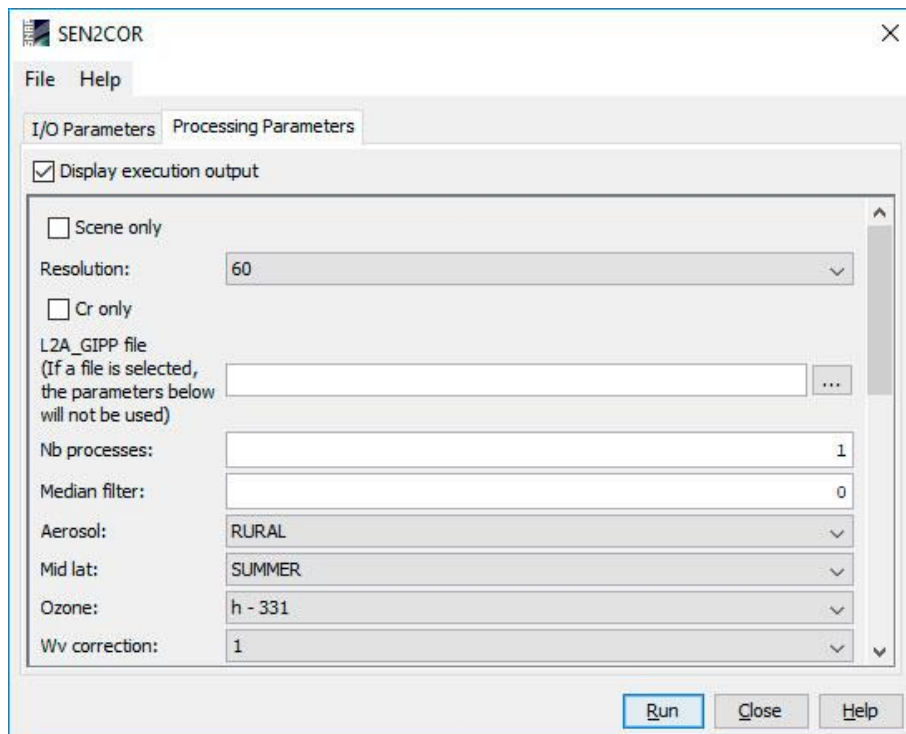 SEN2COR
File Help
I/O Parameters Processing Parameters
Display execution output
Scene only
Resolution: 60
Cr only
L2A_GIPP file
(If a file is selected,
the parameters below
will not be used)
...
Nb processes: 1
Median filter: 0
Aerosol: RURAL
Mid lat: SUMMER
Ozone: h - 331
Wv correction: 1
Run Close Help